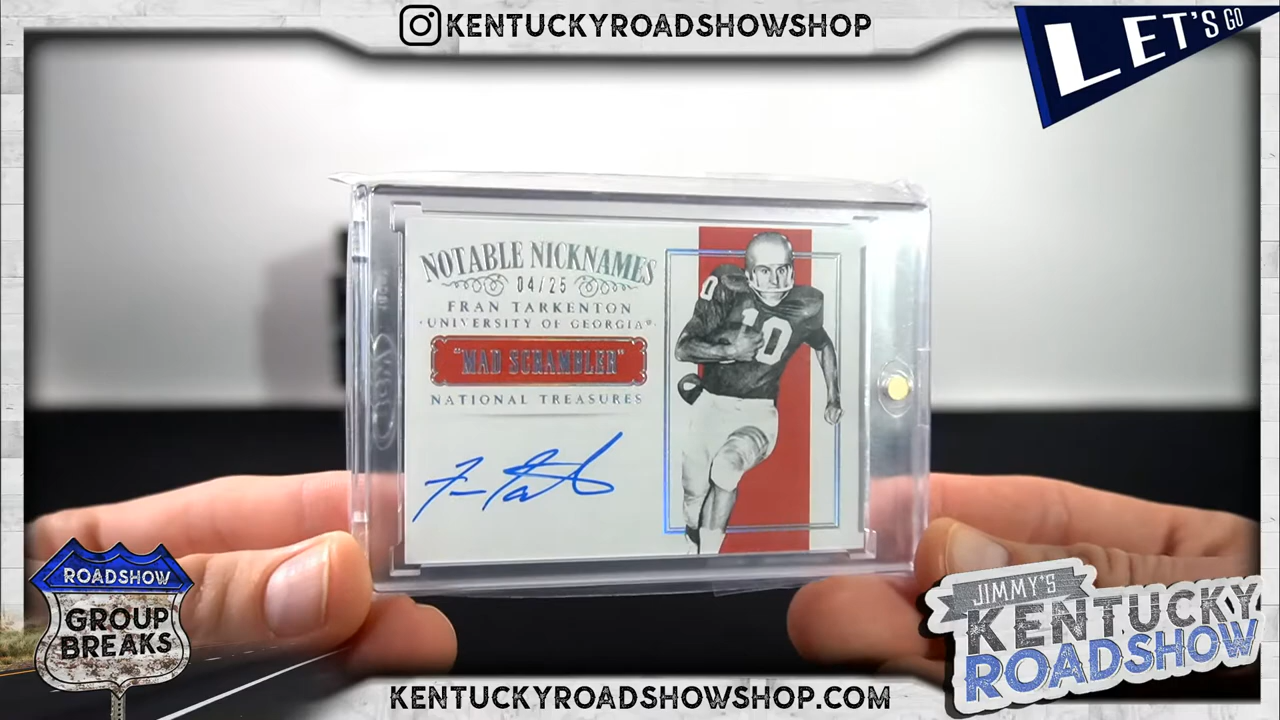 KENTUCKYROADSHOWSHOP
LET'S GO
NOTABLE NICKNAMES
04/25
FRAN TARKENTON
UNIVERSITY OF GEORGIA®
"MAD SCRAMBLER"
NATIONAL TREASURES
10
ROADSHOW
GROUP
BREAKS
JIMMY'S
KENTUCKY
ROADSHOW
KENTUCKYROADSHOWSHOP.COM